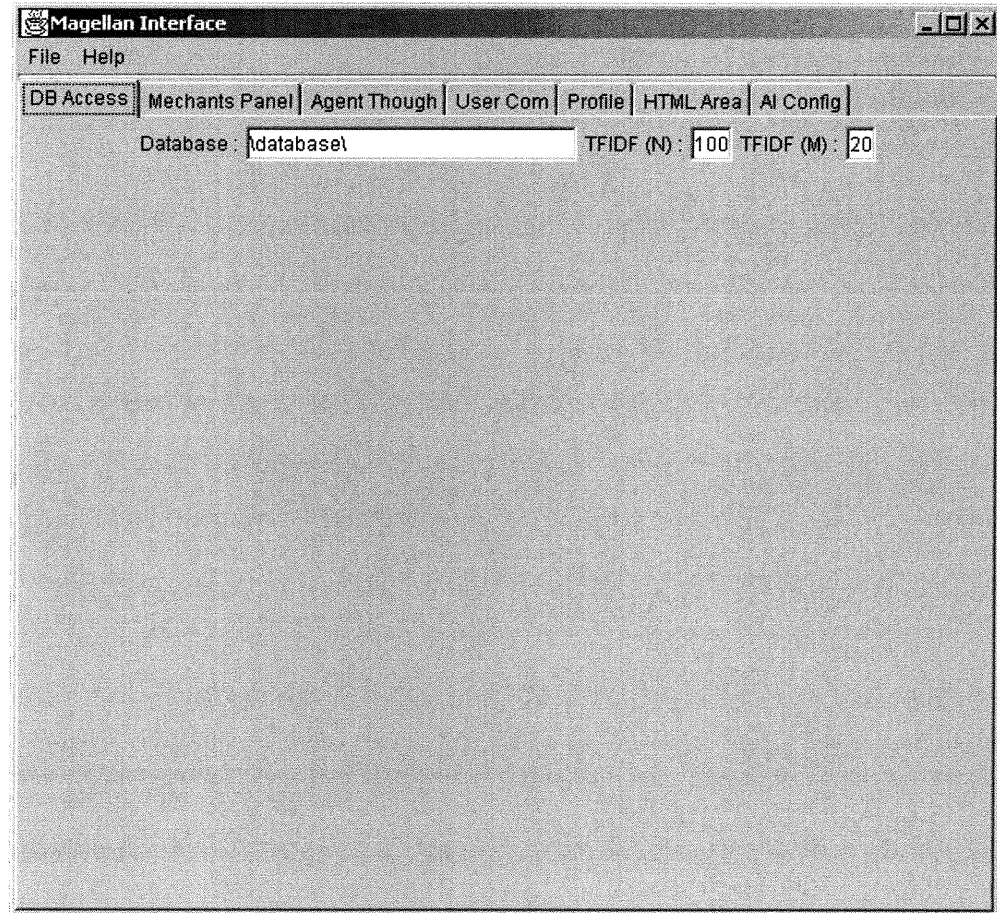 Magellan Interface
File Help
DB Access Mechants Panel Agent Though User Com Profile HTML Area AI Config
Database : \database\ TFIDF (N) : 100 TFIDF (M) : 20